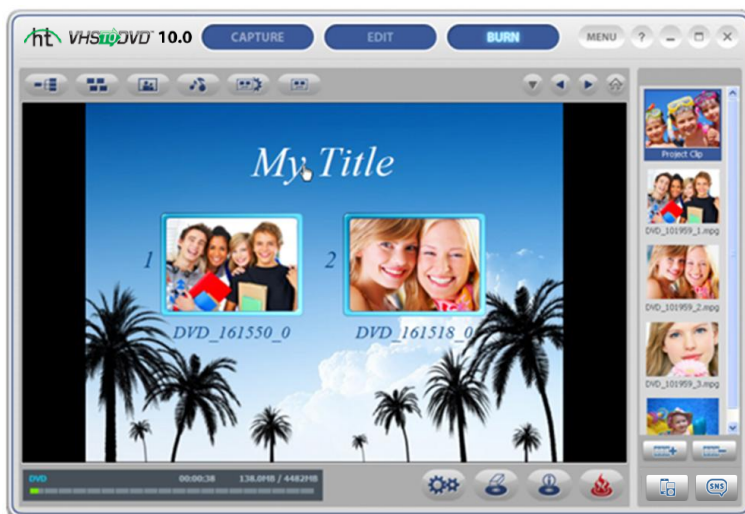 ht VHS TO DVD 10.0
CAPTURE
EDIT
BURN
MENU
?
My Title
1
2
DVD_161550_0
DVD_161518_0
Project Clip
DVD_101959_1.mpg
DVD_101959_2.mpg
DVD_101959_3.mpg
DVD
00:00:38
138.0MB / 4482MB
SNS